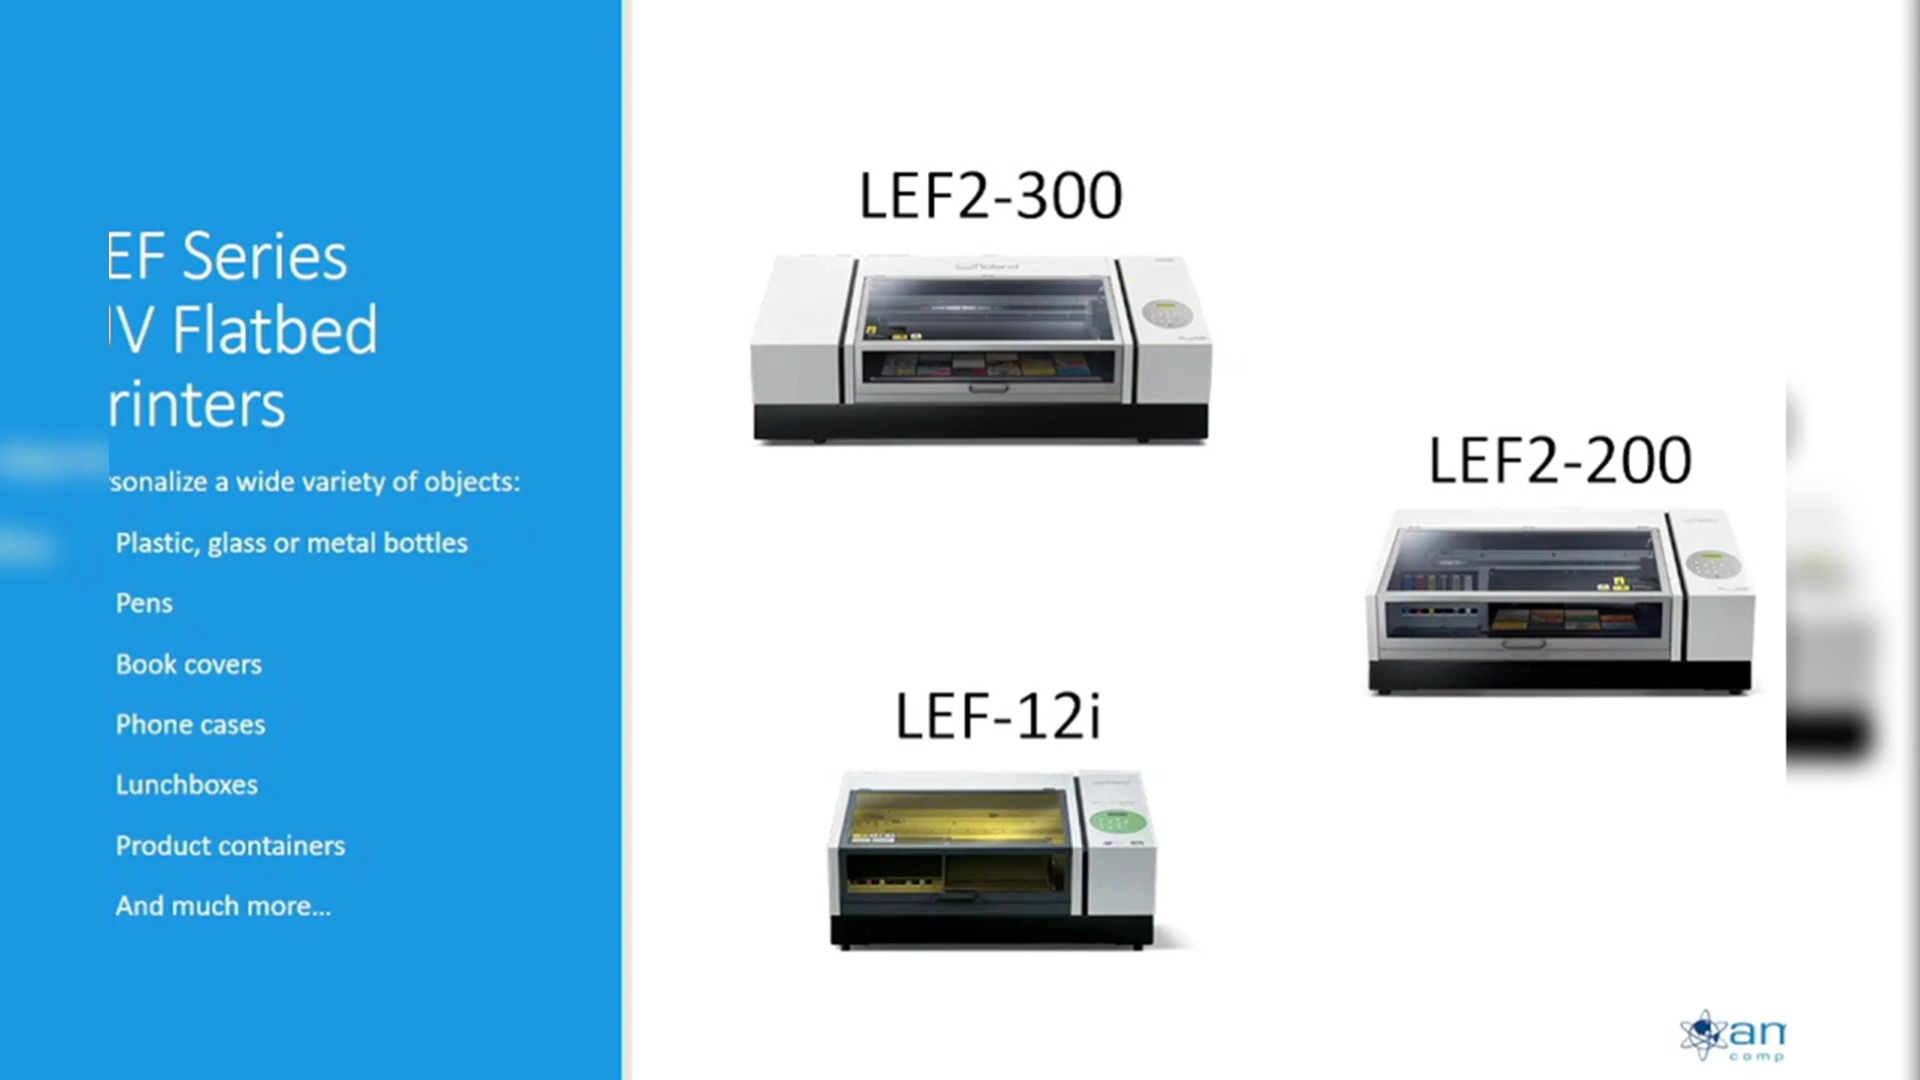 EF Series
V Flatbed
rinters
sonalize a wide variety of objects:
Plastic, glass or metal bottles
Pens
Book covers
Phone cases
Lunchboxes
Product containers
And much more...
LEF2-300
Roland
LEF2-200
LEF-12i
an
comp